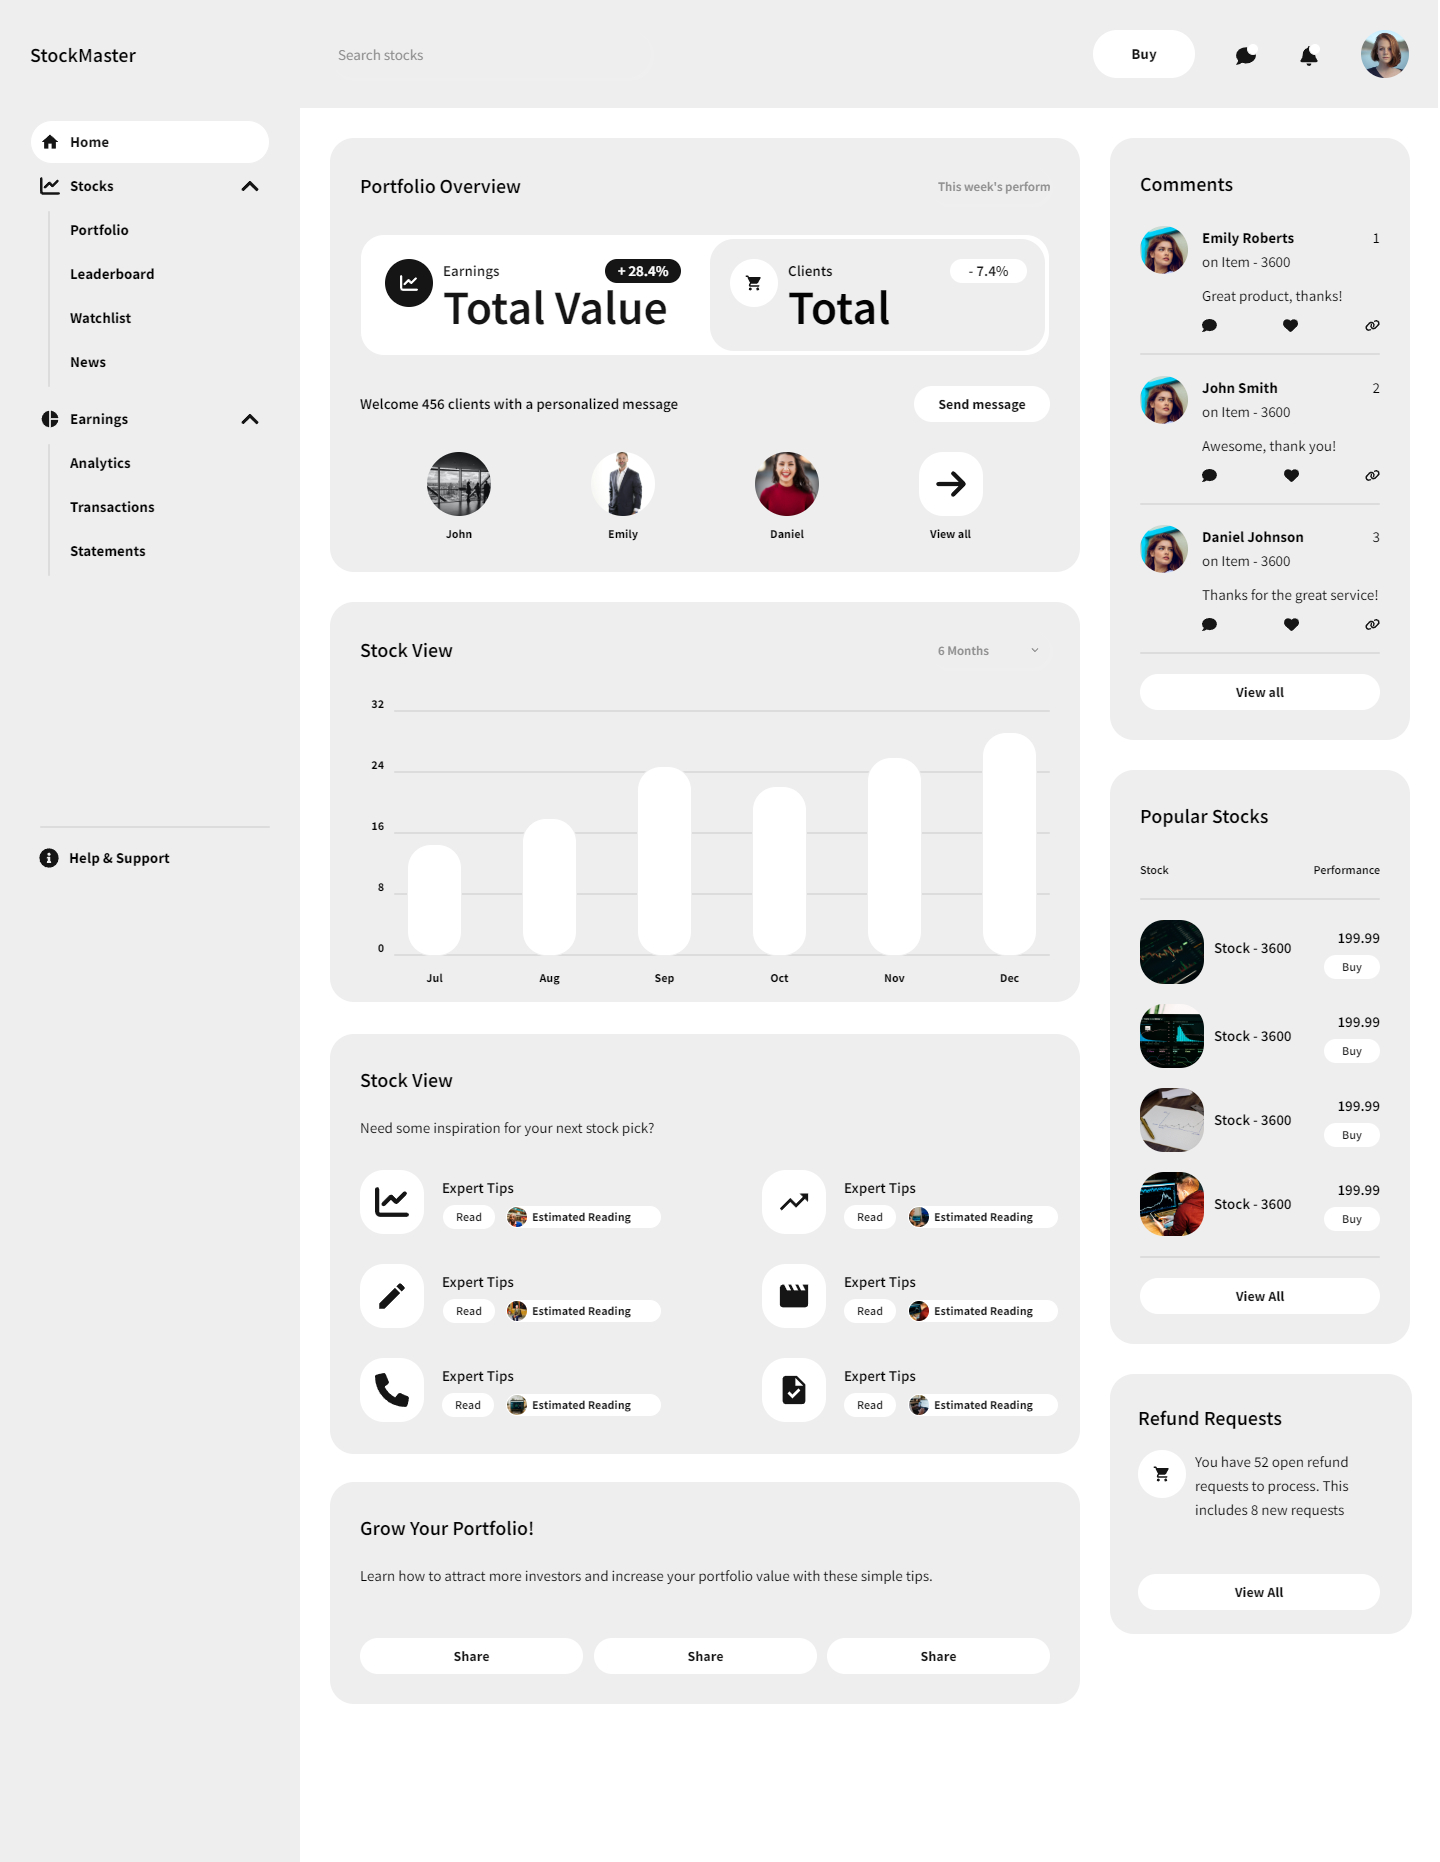 StockMaster
Search stocks
Buy
Home
Stocks
Portfolio
Leaderboard
Watchlist
News
Earnings
Analytics
Transactions
Statements
Help & Support
Portfolio Overview
This week's perform
Earnings
+ 28.4%
Total Value
Clients
- 7.4%
Total
Welcome 456 clients with a personalized message
Send message
John
Emily
Daniel
View all
Stock View
6 Months
32
24
16
8
0
Jul
Aug
Sep
Oct
Nov
Dec
Stock View
Need some inspiration for your next stock pick?
Expert Tips
Read
Estimated Reading
Expert Tips
Read
Estimated Reading
Expert Tips
Read
Estimated Reading
Expert Tips
Read
Estimated Reading
Expert Tips
Read
Estimated Reading
Expert Tips
Read
Estimated Reading
Grow Your Portfolio!
Learn how to attract more investors and increase your portfolio value with these simple tips.
Share
Share
Share
Comments
Emily Roberts
1
on Item - 3600
Great product, thanks!
John Smith
2
on Item - 3600
Awesome, thank you!
Daniel Johnson
3
on Item - 3600
Thanks for the great service!
View all
Popular Stocks
Stock
Performance
Stock - 3600
199.99
Buy
Stock - 3600
199.99
Buy
Stock - 3600
199.99
Buy
Stock - 3600
199.99
Buy
View All
Refund Requests
You have 52 open refund
requests to process. This
includes 8 new requests
View All